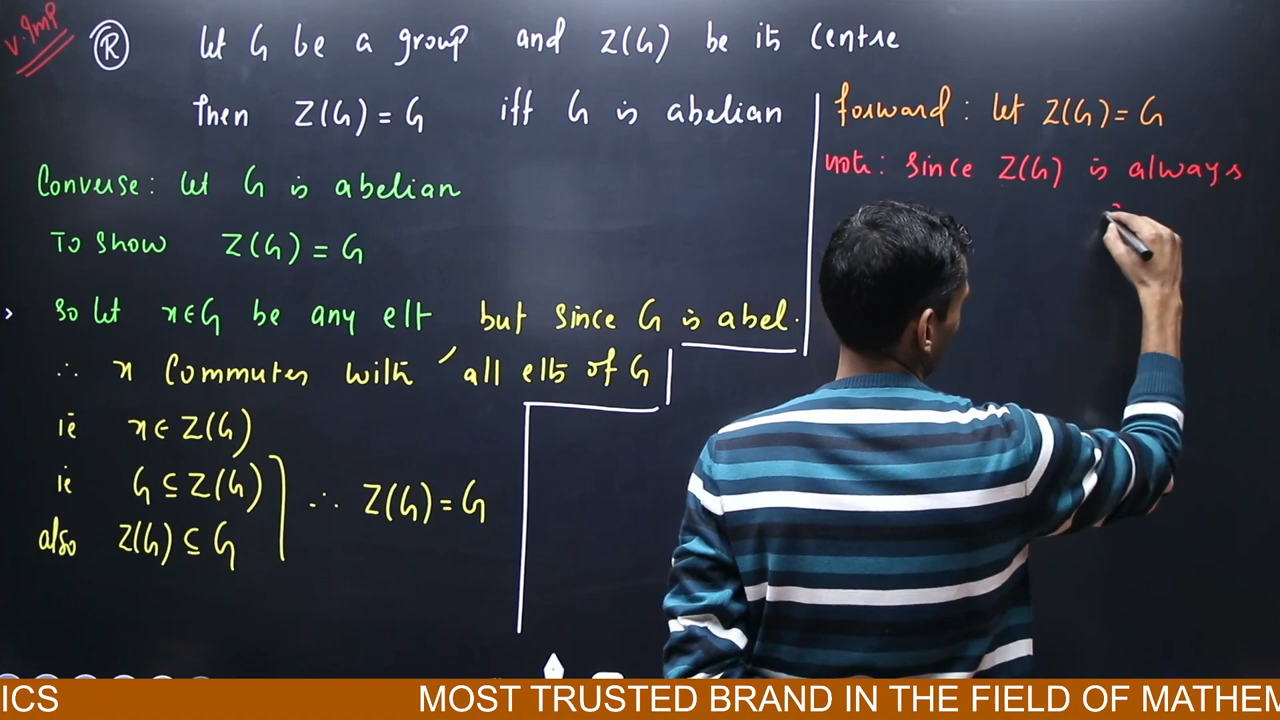 V. Imp
R Let G be a group and Z(G) be its centre
Then Z(G) = G iff G is abelian
Converse: Let G is abelian
To show Z(G) = G
So let x∈G be any elt but since G is abel.
∴ x Commutes with all elts of G
ie x∈ Z(G)
ie G ⊆ Z(G)
also Z(G) ⊆ G
∴ Z(G) = G
forward: Let Z(G) = G
note: Since Z(G) is always
ICS MOST TRUSTED BRAND IN THE FIELD OF MATHEM